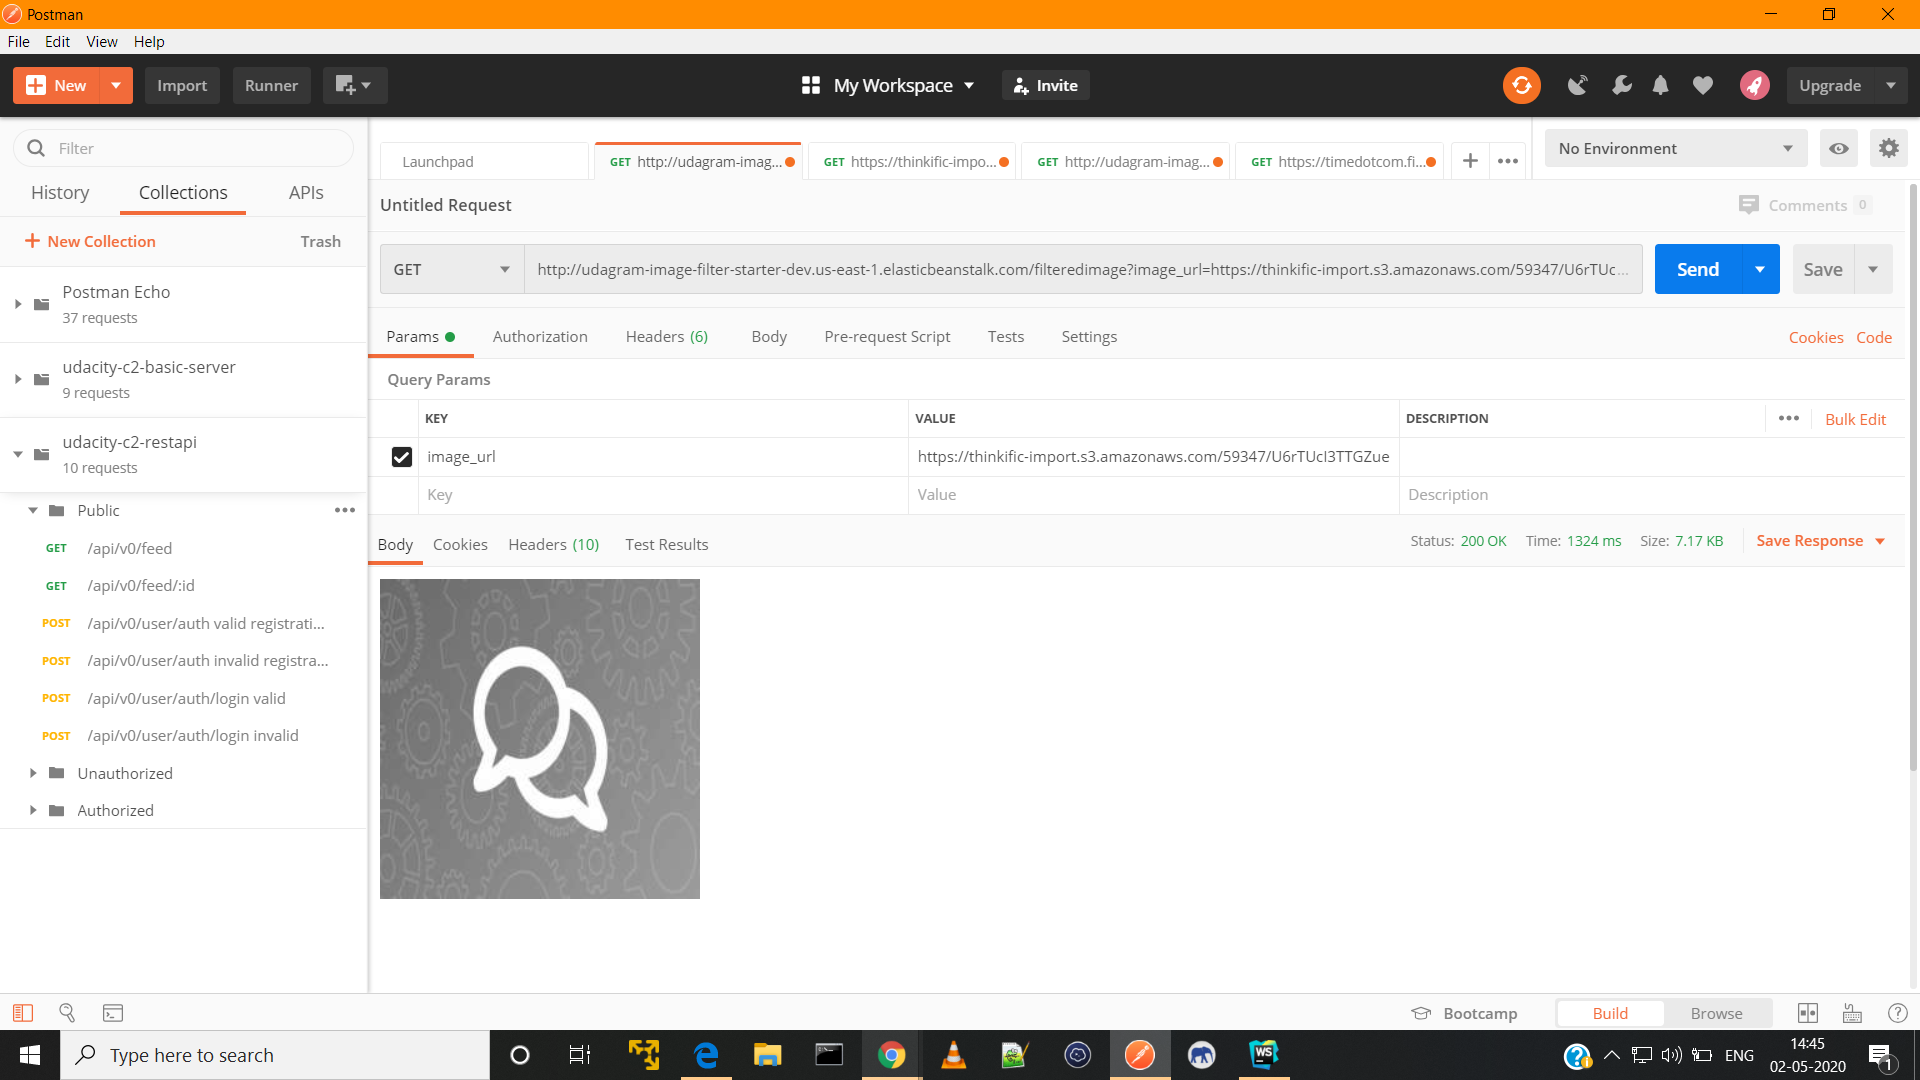 Postman
File Edit View Help
New Import Runner My Workspace Invite Upgrade
Filter
History Collections APIs
New Collection Trash
Postman Echo
37 requests
udacity-c2-basic-server
9 requests
udacity-c2-restapi
10 requests
Public
GET /api/v0/feed
GET /api/v0/feed/:id
POST /api/v0/user/auth valid registrati...
POST /api/v0/user/auth invalid registra...
POST /api/v0/user/auth/login valid
POST /api/v0/user/auth/login invalid
Unauthorized
Authorized
Launchpad GET http://udagram-imag... GET https://thinkific-impo... GET http://udagram-imag... GET https://timedotcom.fi...
No Environment
Untitled Request Comments 0
GET http://udagram-image-filter-starter-dev.us-east-1.elasticbeanstalk.com/filteredimage?image_url=https://thinkific-import.s3.amazonaws.com/59347/U6rTUc... Send Save
Params Authorization Headers (6) Body Pre-request Script Tests Settings Cookies Code
Query Params
KEY VALUE DESCRIPTION Bulk Edit
image_url https://thinkific-import.s3.amazonaws.com/59347/U6rTUcI3TTGZue
Key Value Description
Body Cookies Headers (10) Test Results Status: 200 OK Time: 1324 ms Size: 7.17 KB Save Response
Bootcamp Build Browse
Type here to search
WS
ENG
14:45
02-05-2020
1